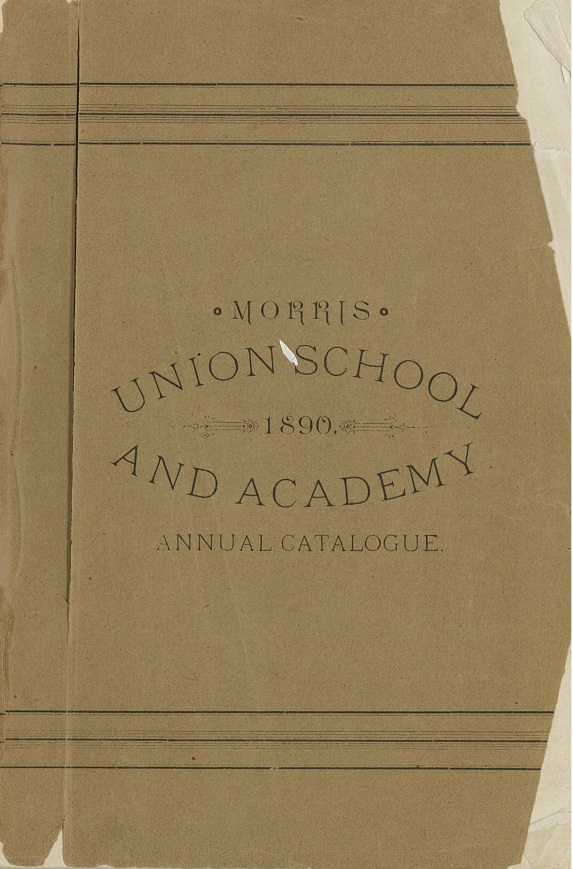 MORRIS
UNION SCHOOL
1890.
AND ACADEMY
ANNUAL CATALOGUE.